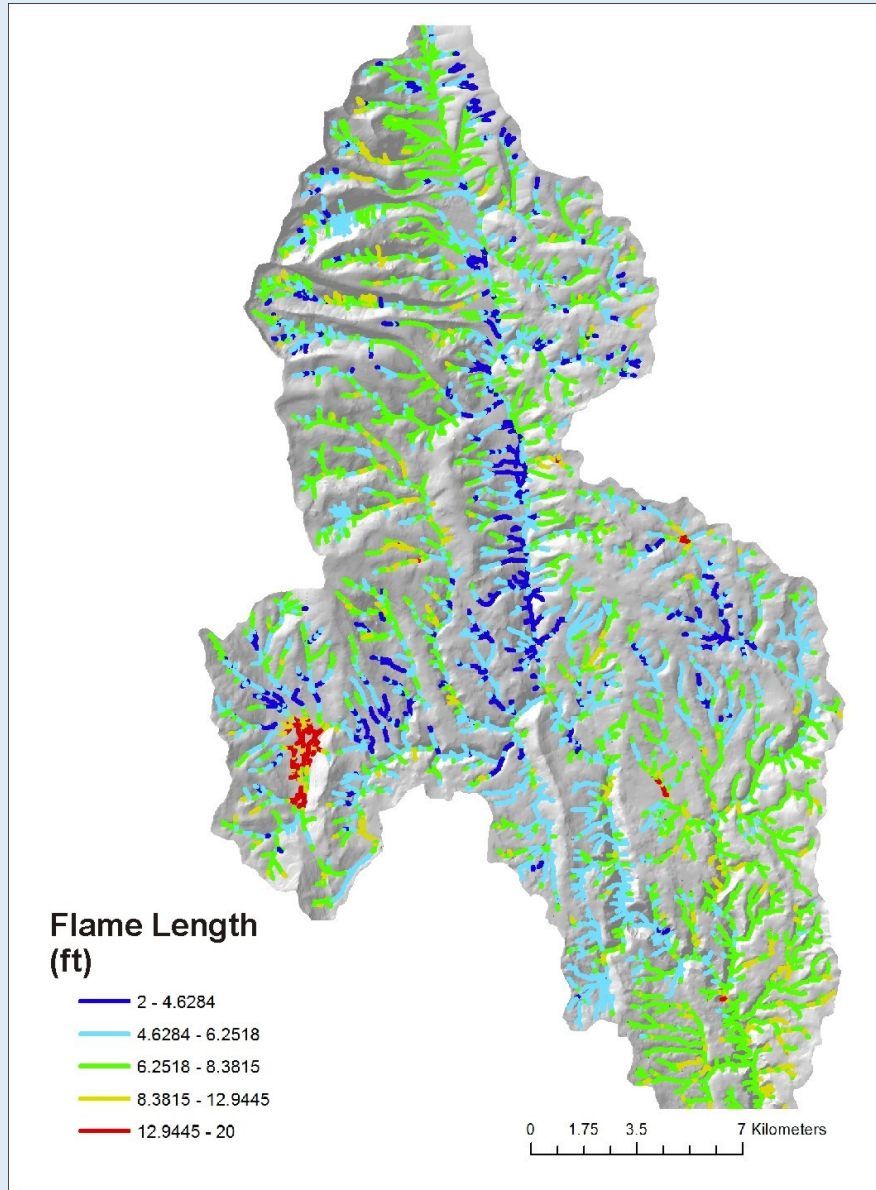 Flame Length
(ft)
2 - 4.6284
4.6284 - 6.2518
6.2518 - 8.3815
8.3815 - 12.9445
12.9445 - 20
0 1.75 3.5 7 Kilometers